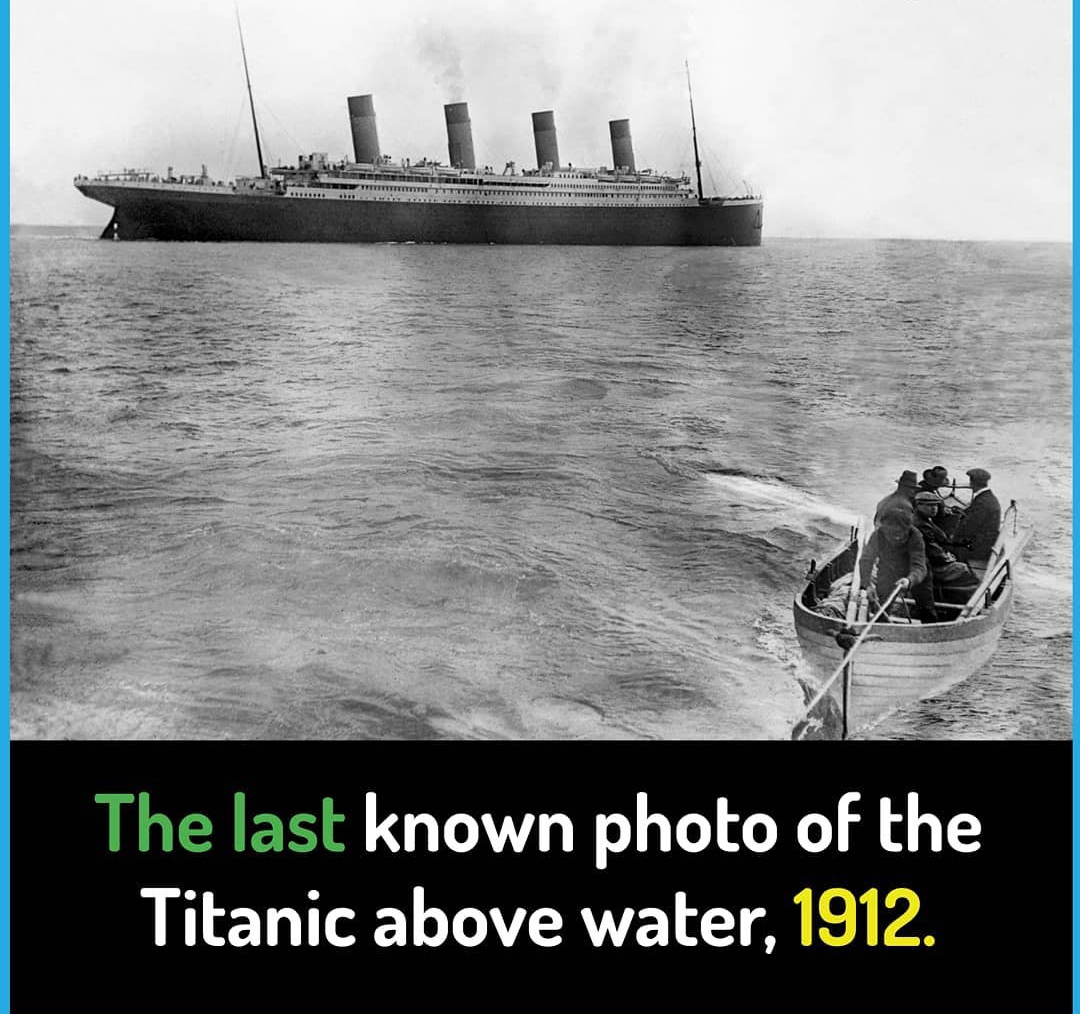 The last known photo of the
Titanic above water, 1912.